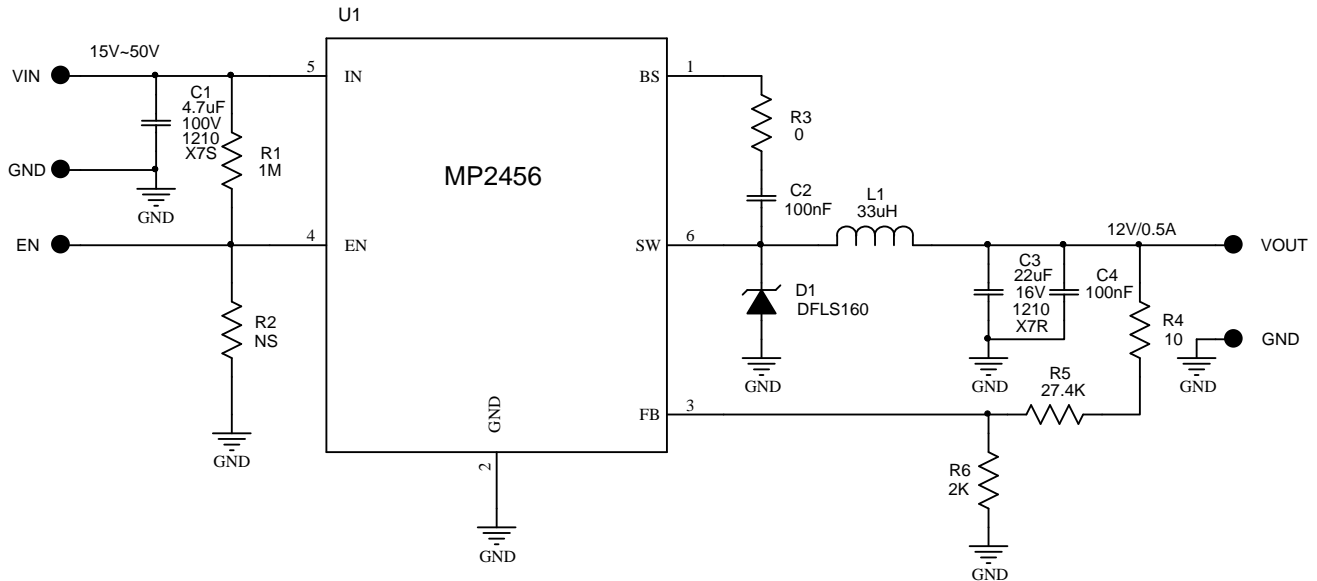 U1
15V~50V
VIN
5
IN
BS
1
C1
4.7uF
100V
1210
X7S
R3
0
GND
R1
1M
GND
MP2456
C2
100nF
L1
33uH
EN
4
EN
SW
6
12V/0.5A
VOUT
C3
22uF
16V
1210
X7R
C4
100nF
D1
DFLS160
R2
NS
R4
10
GND
GND
GND
GND
R5
27.4K
FB
3
GND
GND
2
R6
2K
GND
GND